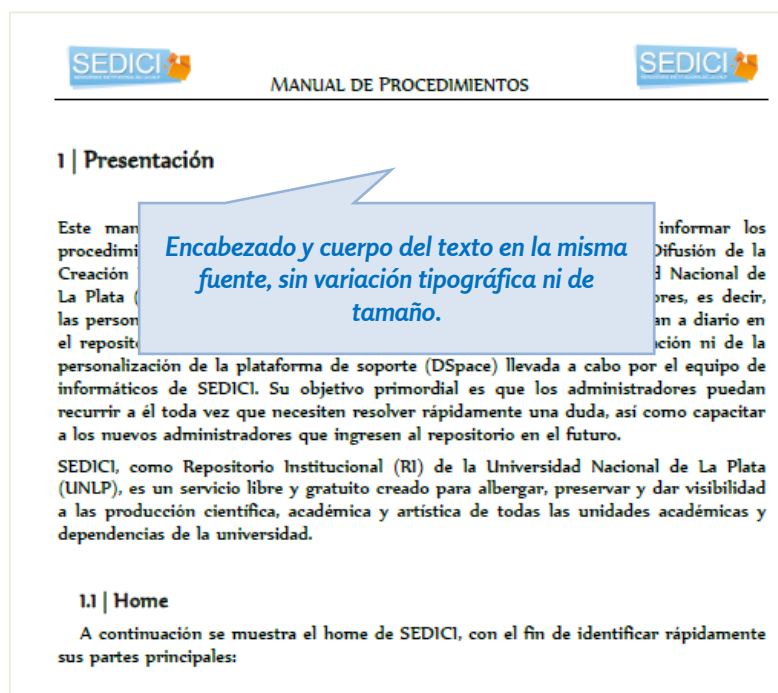 SEDICI
MANUAL DE PROCEDIMIENTOS
SEDICI
1 | Presentación
Encabezado y cuerpo del texto en la misma
fuente, sin variación tipográfica ni de
tamaño.
Este informar los
Difusión de la
Creación Nacional de
La Plata es decir,
las a diario en
el ni de la
personalización de la plataforma de soporte (DSpace) llevada a cabo por el equipo de
informáticos de SEDICI. Su objetivo primordial es que los administradores puedan
recurrir a él toda vez que necesiten resolver rápidamente una duda, así como capacitar
a los nuevos administradores que ingresen al repositorio en el futuro.
SEDICI, como Repositorio Institucional (RI) de la Universidad Nacional de La Plata
(UNLP), es un servicio libre y gratuito creado para albergar, preservar y dar visibilidad
a las producción científica, académica y artística de todas las unidades académicas y
dependencias de la universidad.
1.1 | Home
A continuación se muestra el home de SEDICI, con el fin de identificar rápidamente
sus partes principales: